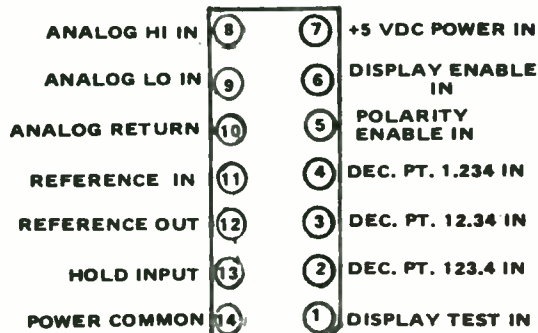 ANALOG HI IN 8 7 +5 VDC POWER IN
ANALOG LO IN 9 6 DISPLAY ENABLE
IN
ANALOG RETURN 10 5 POLARITY
ENABLE IN
REFERENCE IN 11 4 DEC. PT. 1.234 IN
REFERENCE OUT 12 3 DEC. PT. 12.34 IN
HOLD INPUT 13 2 DEC. PT. 123.4 IN
POWER COMMON 14 1 DISPLAY TEST IN